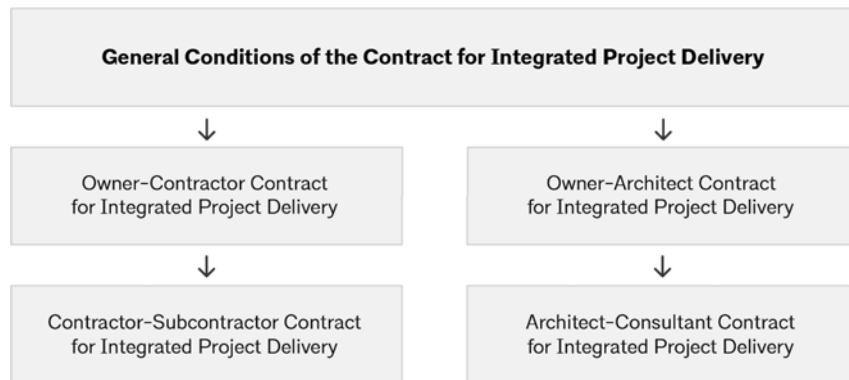 General Conditions of the Contract for Integrated Project Delivery
Owner–Contractor Contract
for Integrated Project Delivery
Owner–Architect Contract
for Integrated Project Delivery
Contractor–Subcontractor Contract
for Integrated Project Delivery
Architect–Consultant Contract
for Integrated Project Delivery